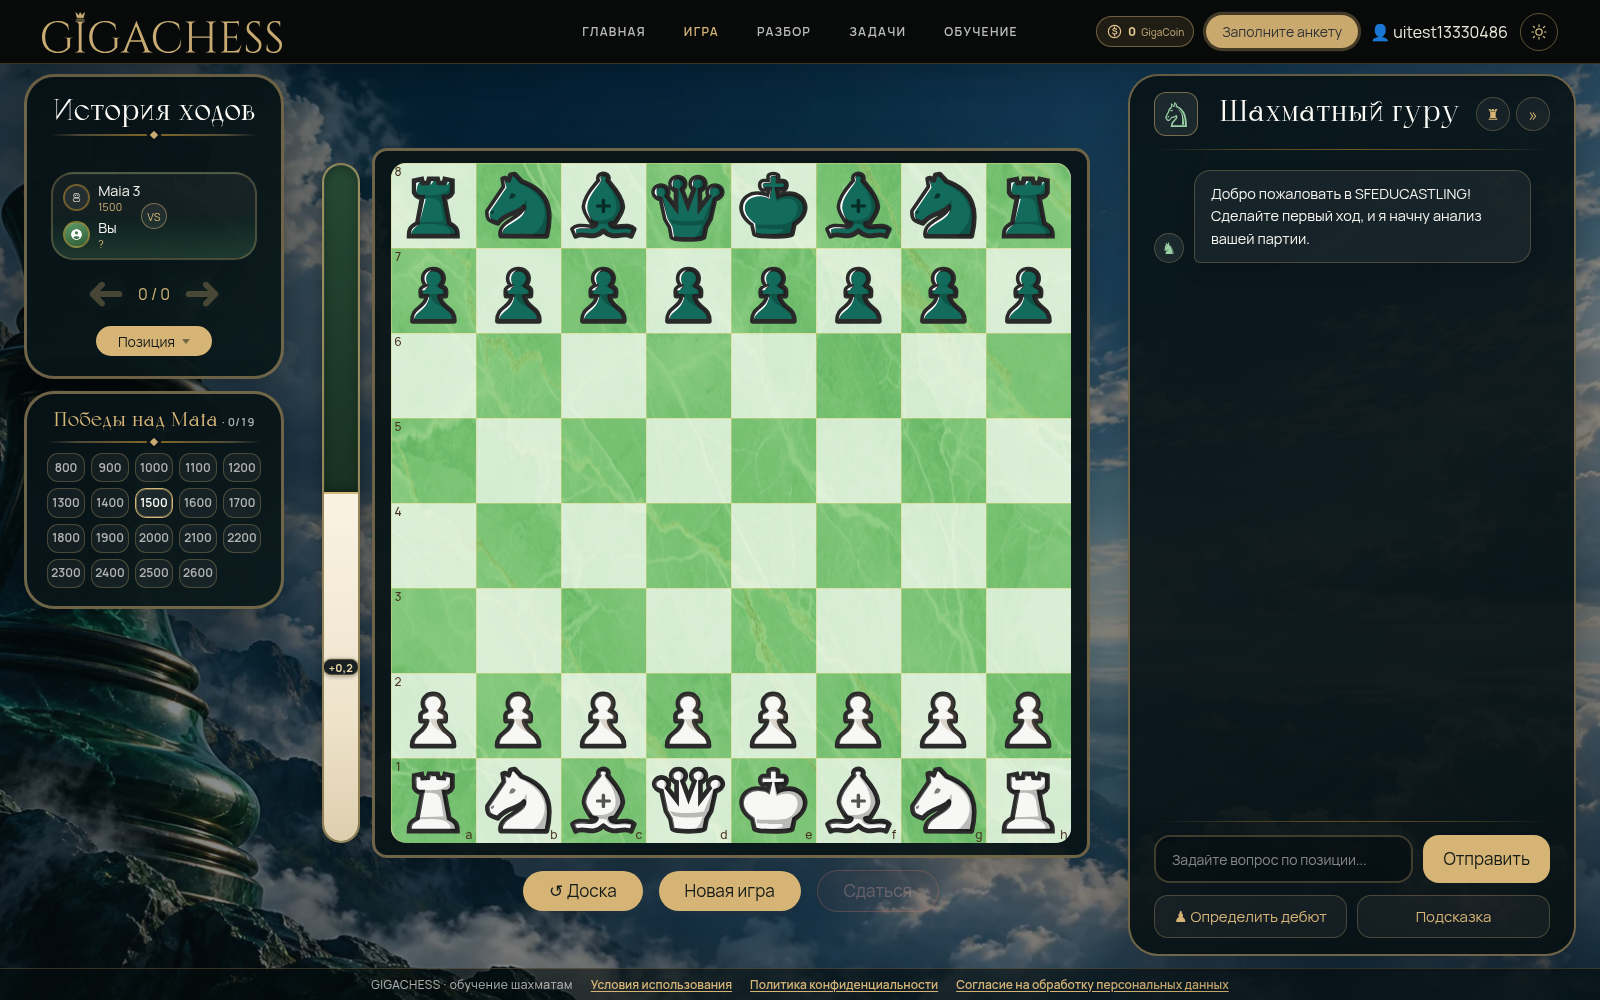 GIGACHESS
ГЛАВНАЯ
ИГРА
РАЗБОР
ЗАДАЧИ
ОБУЧЕНИЕ
0 GigaCoin
Заполните анкету
uitest13330486
История ходов
Maia 3
1500
VS
Вы
?
0 / 0
Позиция
Победы над Maia · 0/19
800 900 1000 1100 1200
1300 1400 1500 1600 1700
1800 1900 2000 2100 2200
2300 2400 2500 2600
+0,2
8
7
6
5
4
3
2
1
a b c d e f g h
↺ Доска
Новая игра
Сдаться
Шахматный гуру
»
Добро пожаловать в SFEDUCASTLING!
Сделайте первый ход, и я начну анализ
вашей партии.
Задайте вопрос по позиции...
Отправить
Определить дебют
Подсказка
GIGACHESS · обучение шахматам
Условия использования
Политика конфиденциальности
Согласие на обработку персональных данных